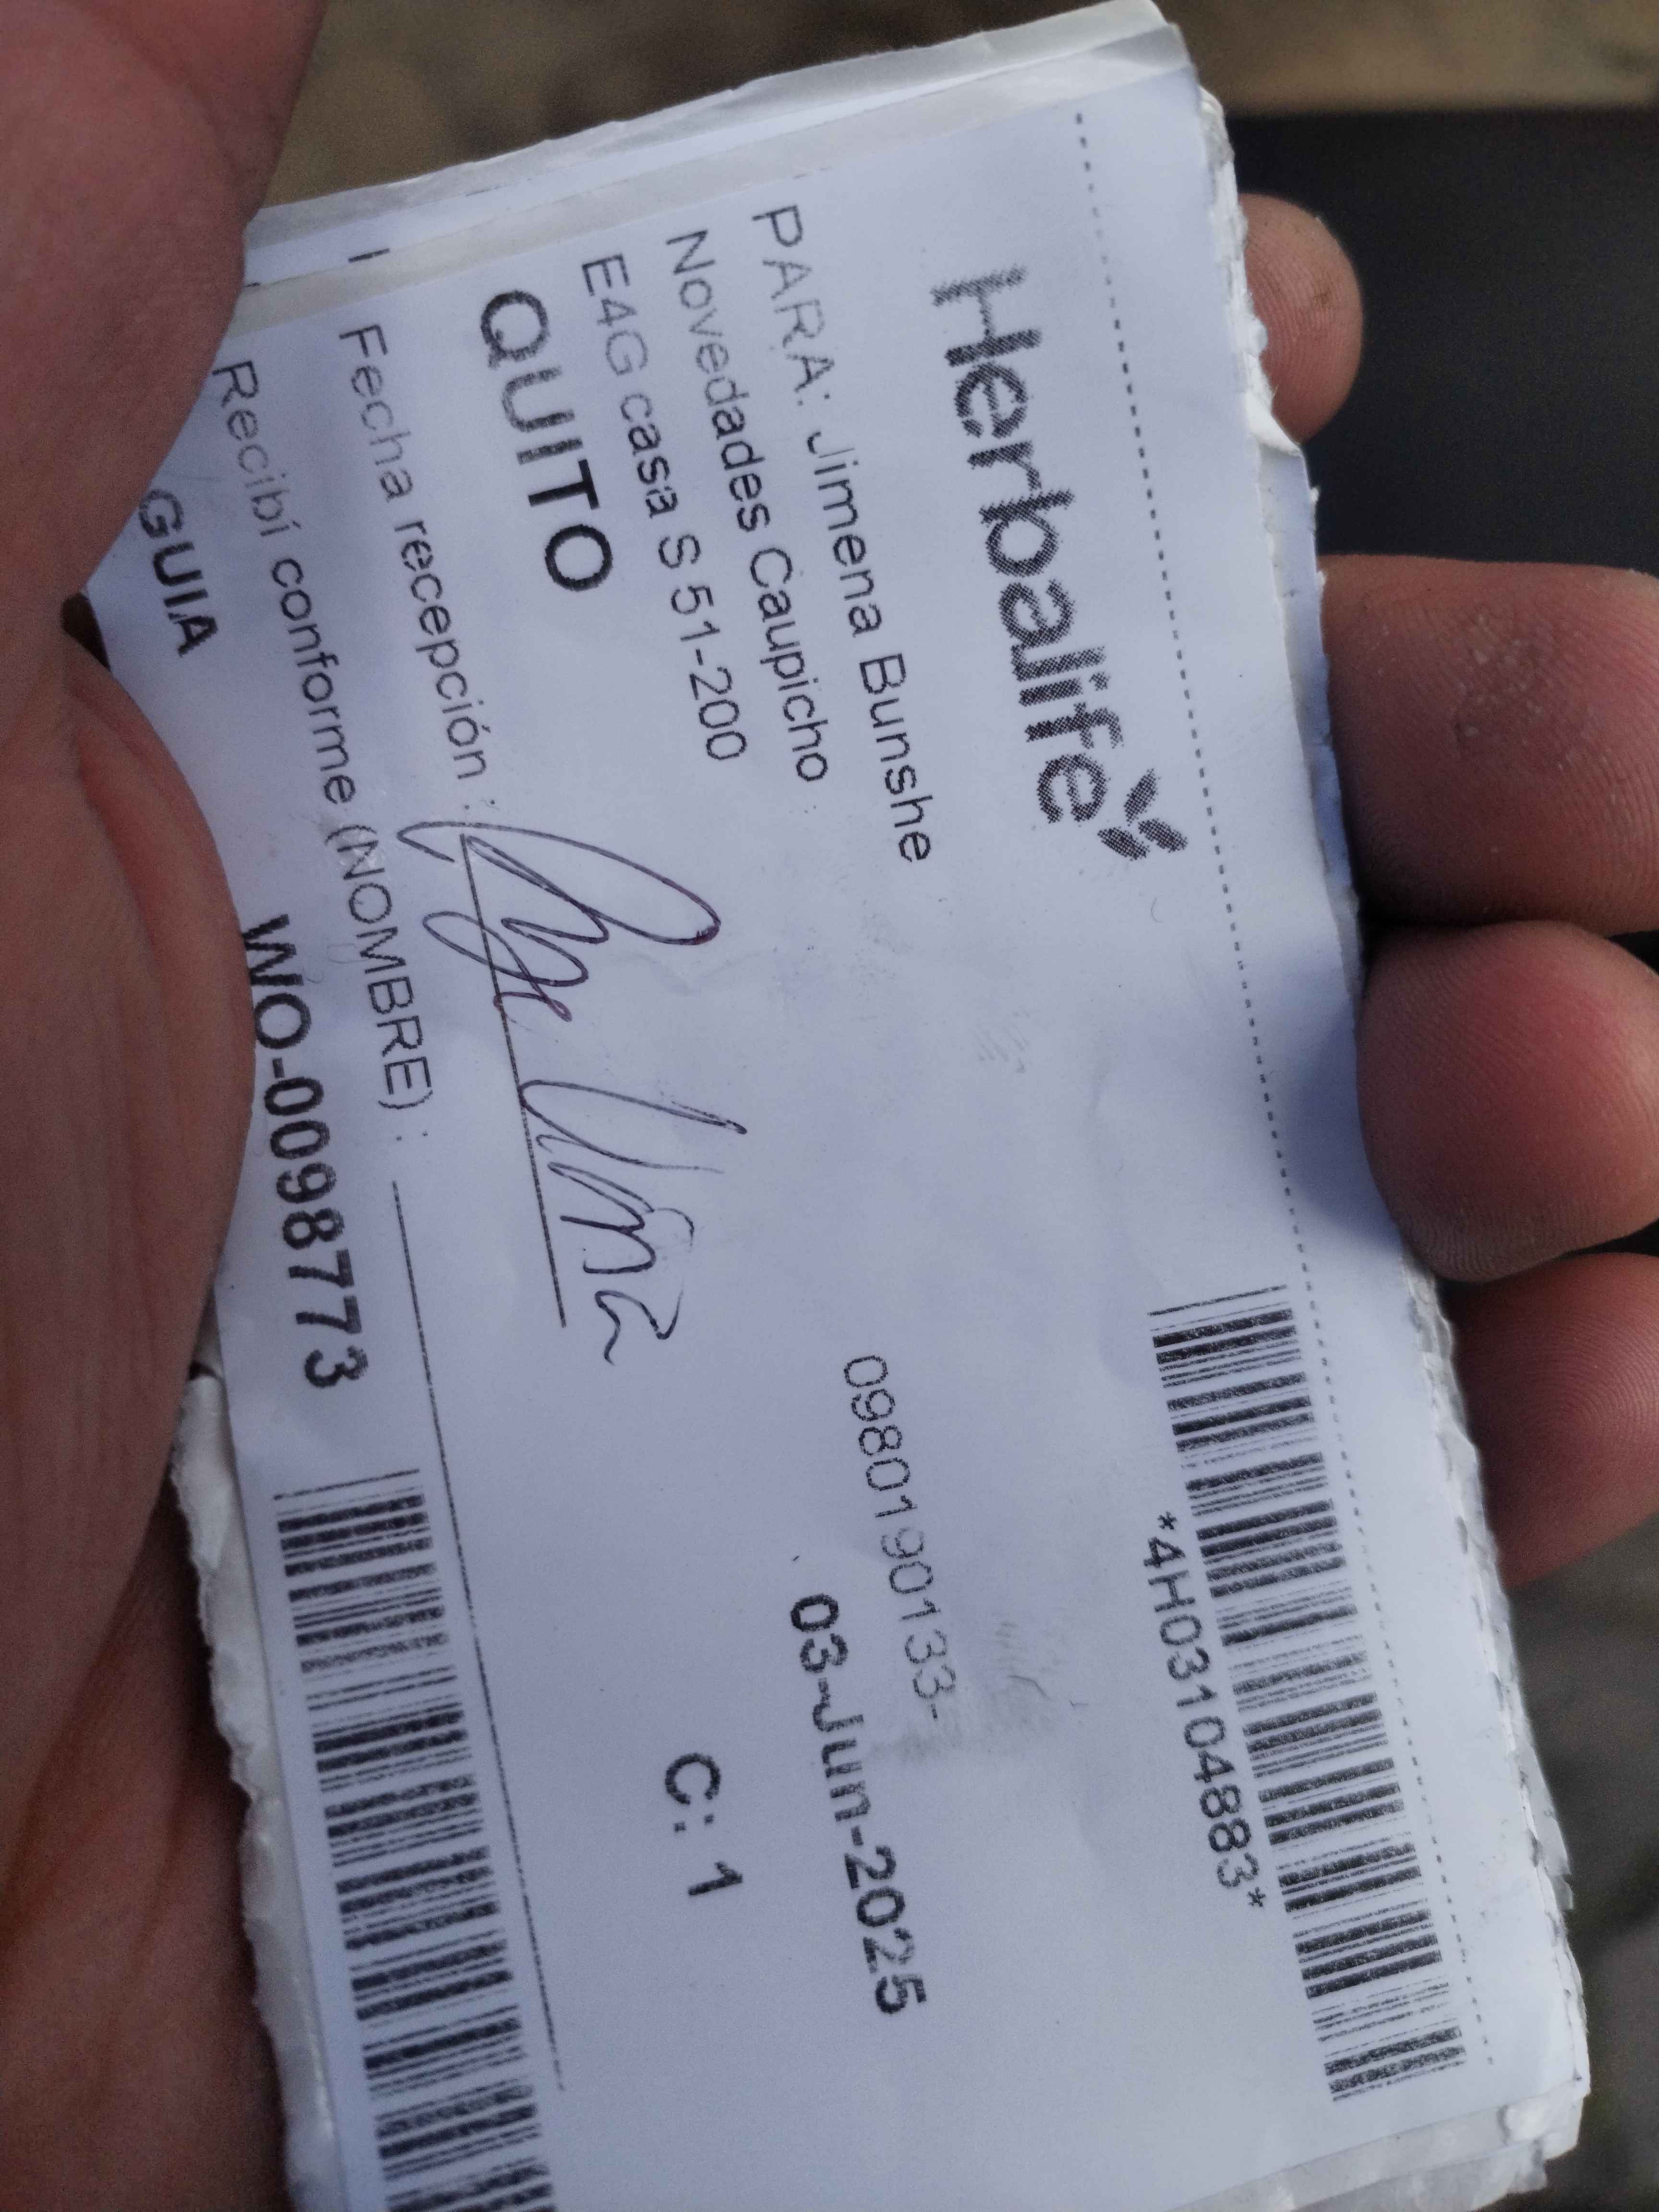 Herbalife
*4H03104883*
PARA: Jimena Bunshe
0980190133-
Novedades Caupicho
03-Jun-2025
E4G casa S 51-200
QUITO
C: 1
Fecha recepción :
Recibí conforme (NOMBRE) :
GUIA WO-0098773